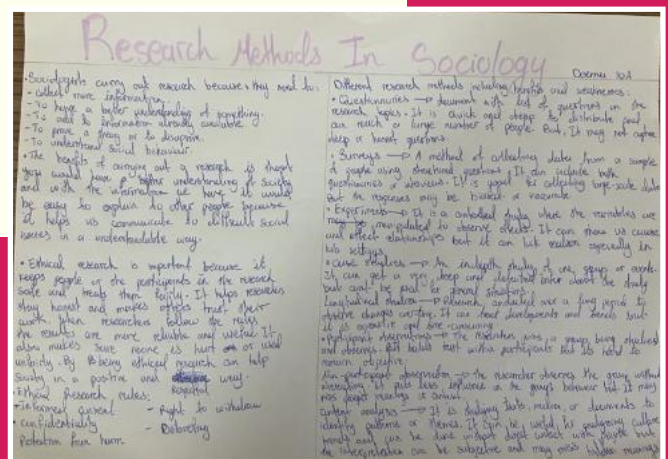 Research Methods In Sociology
10A
• Sociologists carry out research because they need to:
- collect more information.
- To have a better understanding of something.
- To add to information already available.
- To prove a theory or to disprove.
- To understand social behaviour.
• The benefits of carrying out a research is that
you would have a better understanding of society
and with the information we have it would
be easy to explain to other people because
it helps us communicate to difficult social
issues in a understandable way.
• Ethical research is important because it
keeps people or the participants in the research
safe and treats them fairly. It helps researchers
stay honest and makes others trust their
work. When researchers follow the rules
the results are more reliable and useful. It
also makes sure no one is hurt or used
unfairly. By being ethical research can help
society in a positive and way.
respectful
Ethical Research rules:
• Informed consent - Right to withdraw
• confidentiality - Debriefing
Protection from harm
Different research methods including benefits and weaknesses:
• Questionnaires → document with list of questions on the
research topics. It is quick and cheap to distribute and
can reach a large number of people. But, it may not capture
deep or honest questions.
• Surveys → A method of collecting data from a sample
of people using structured questions. It can include both
questionnaires or interviews. It is good for collecting large-scale data
but the responses may be biased or inaccurate
• Experiments → It is a controlled study where the variables are
manipulated to observe effects. It can show us cause
and effect relationships but it can lack realism especially in
lab settings
• Case studies → An in depth study of one group or event.
It can get a very deep and detailed about the study
but cant be for general situations.
Longitudinal studies → Research conducted over a long period to
observe changes over time. It can developments and trends but
it is expensive and time-consuming
• Participant observations → The researcher joins a group being studied
and observes. But builds trust with participants but its hard to
remain objective.
Non-participant observation → the researcher observes the group without
interacting. It puts less influence on the groups behaviour but it may
miss deeper meanings
Content analysis → It is studying texts, media, or documents to
identify patterns or themes. It can be useful for analysing culture
trends and can be done without direct contact with people but
the interpretation can be subjective and may miss hidden meanings